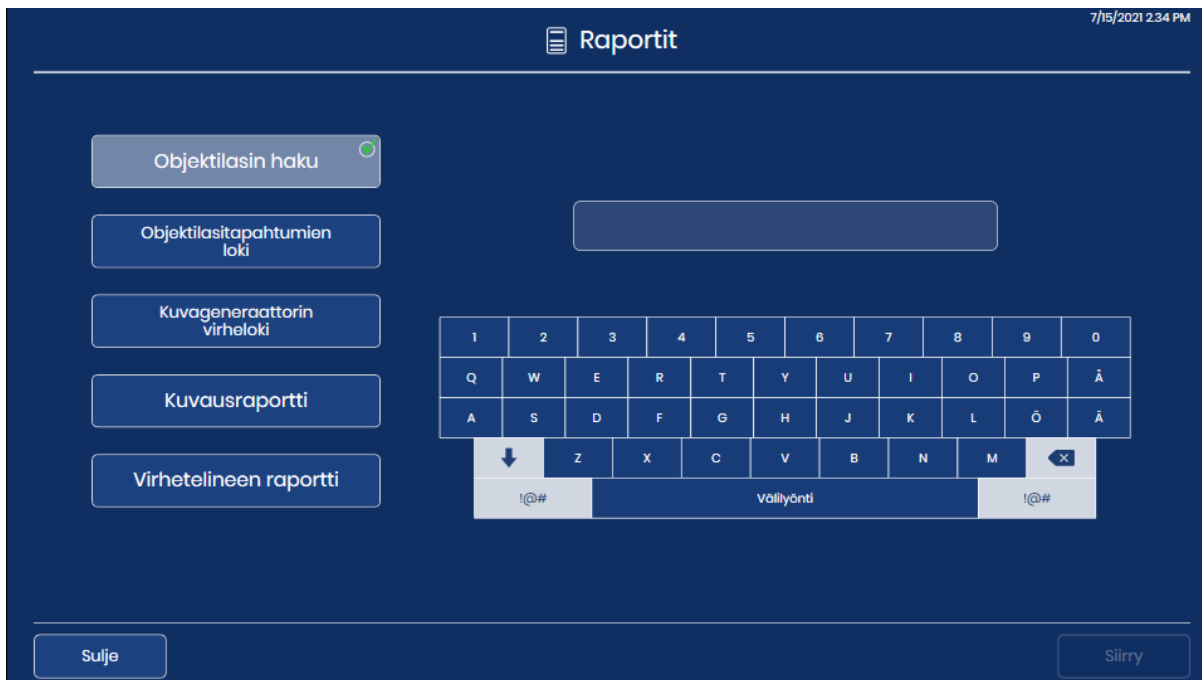 7/15/2021 2.34 PM
Raportit
Objektilasin haku
Objektilasitapahtumien
loki
Kuvageneraattorin
virheloki
Kuvausraportti
Virhetelineen raportti
1 2 3 4 5 6 7 8 9 0
Q W E R T Y U I O P Å
A S D F G H J K L Ö Ä
Z X C V B N M
!@# Välilyönti !@#
Sulje
Siirry